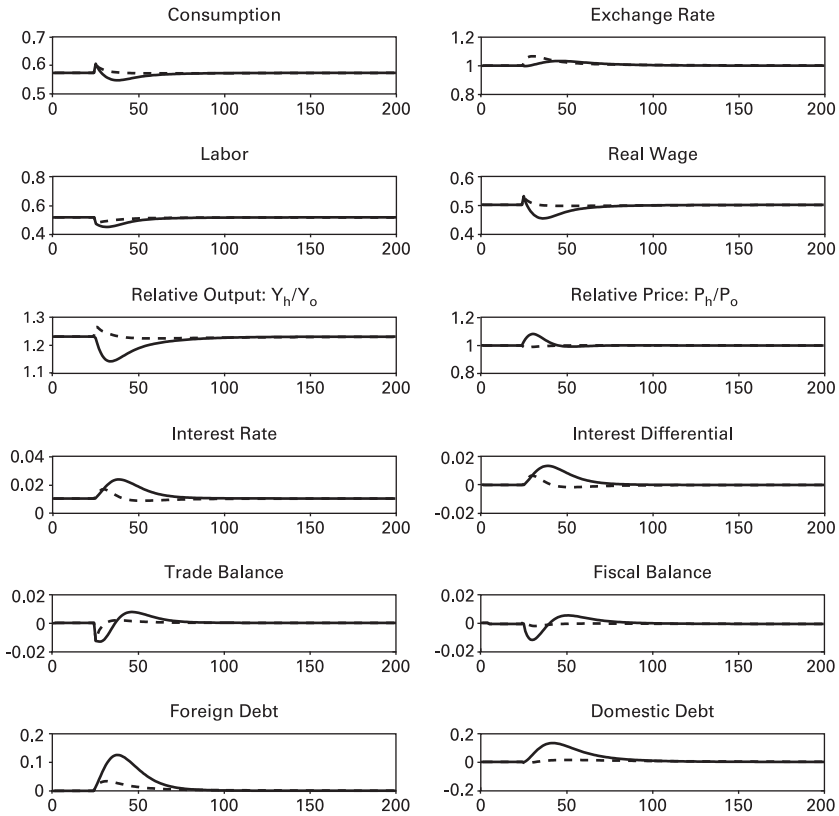 Consumption
0.7
0.6
0.5
0 50 100 150 200
Exchange Rate
1.2
1
0.8
0 50 100 150 200
Labor
0.8
0.6
0.4
0 50 100 150 200
Real Wage
0.6
0.5
0.4
0 50 100 150 200
Relative Output: Yh/Yo
1.3
1.2
1.1
0 50 100 150 200
Relative Price: Ph/Po
1.2
1
0.8
0 50 100 150 200
Interest Rate
0.04
0.02
0
0 50 100 150 200
Interest Differential
0.02
0
-0.02
0 50 100 150 200
Trade Balance
0.02
0
-0.02
0 50 100 150 200
Fiscal Balance
0.02
0
-0.02
0 50 100 150 200
Foreign Debt
0.2
0.1
0
0 50 100 150 200
Domestic Debt
0.2
0
-0.2
0 50 100 150 200